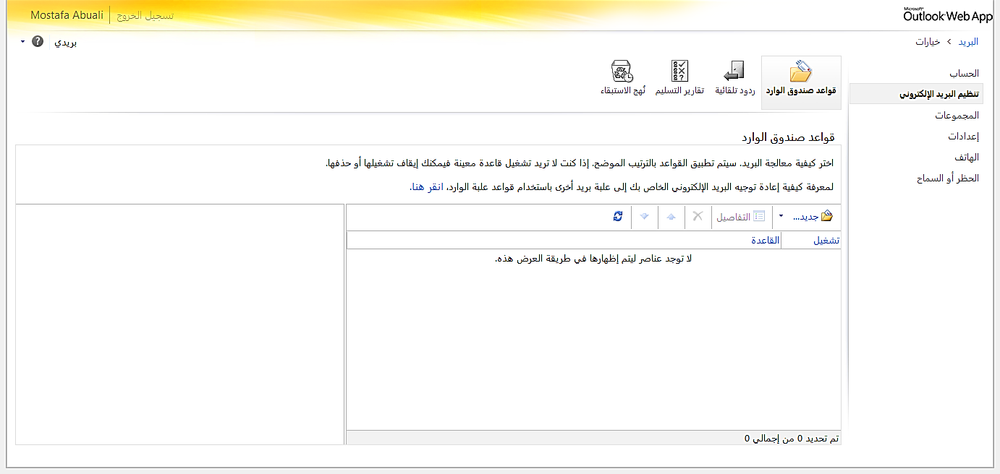 Microsoft®
Outlook Web App
تسجيل الخروج
Mostafa Abuali
البريد > خيارات
بريدي
?
الحساب
تنظيم البريد الإلكتروني
المجموعات
إعدادات
الهاتف
الحظر أو السماح
قواعد صندوق الوارد
ردود تلقائية
تقارير التسليم
نُهج الاستبقاء
قواعد صندوق الوارد
اختر كيفية معالجة البريد. سيتم تطبيق القواعد بالترتيب الموضح. إذا كنت لا تريد تشغيل قاعدة معينة فيمكنك إيقاف تشغيلها أو حذفها.
لمعرفة كيفية إعادة توجيه البريد الإلكتروني الخاص بك إلى علبة بريد أخرى باستخدام قواعد علبة الوارد، انقر هنا.
جديد...
التفاصيل
تشغيل
القاعدة
لا توجد عناصر ليتم إظهارها في طريقة العرض هذه.
تم تحديد 0 من إجمالي 0